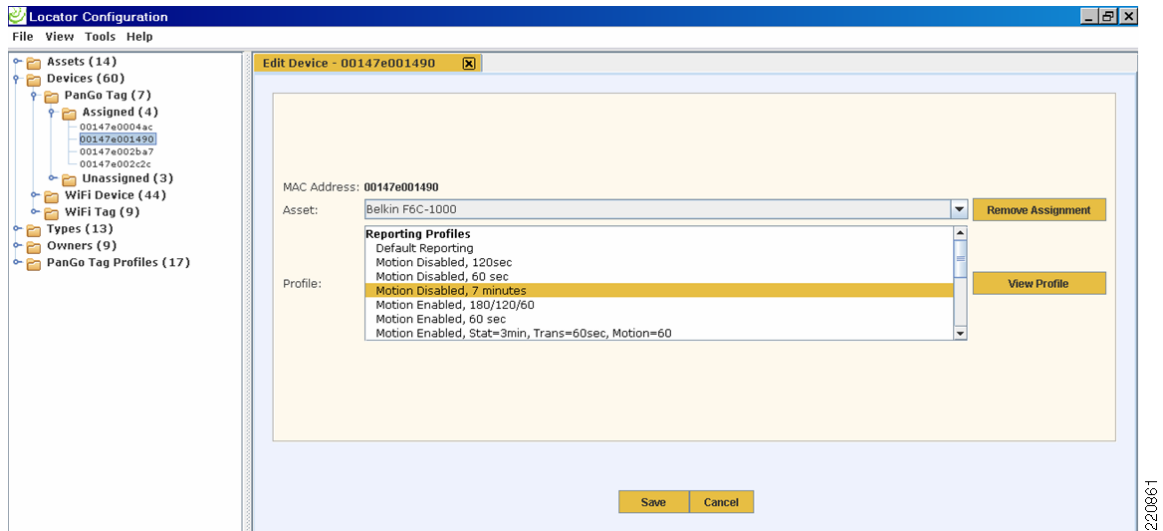 Locator Configuration
File View Tools Help
Assets (14)
Devices (60)
PanGo Tag (7)
Assigned (4)
00147e0004ac
00147e001490
00147e002ba7
00147e002c2c
Unassigned (3)
WiFi Device (44)
WiFi Tag (9)
Types (13)
Owners (9)
PanGo Tag Profiles (17)
Edit Device - 00147e001490
MAC Address: 00147e001490
Asset: Belkin F6C-1000 Remove Assignment
Reporting Profiles
Default Reporting
Motion Disabled, 120sec
Motion Disabled, 60 sec
Profile: Motion Disabled, 7 minutes View Profile
Motion Enabled, 180/120/60
Motion Enabled, 60 sec
Motion Enabled, Stat=3min, Trans=60sec, Motion=60
Save Cancel
220861